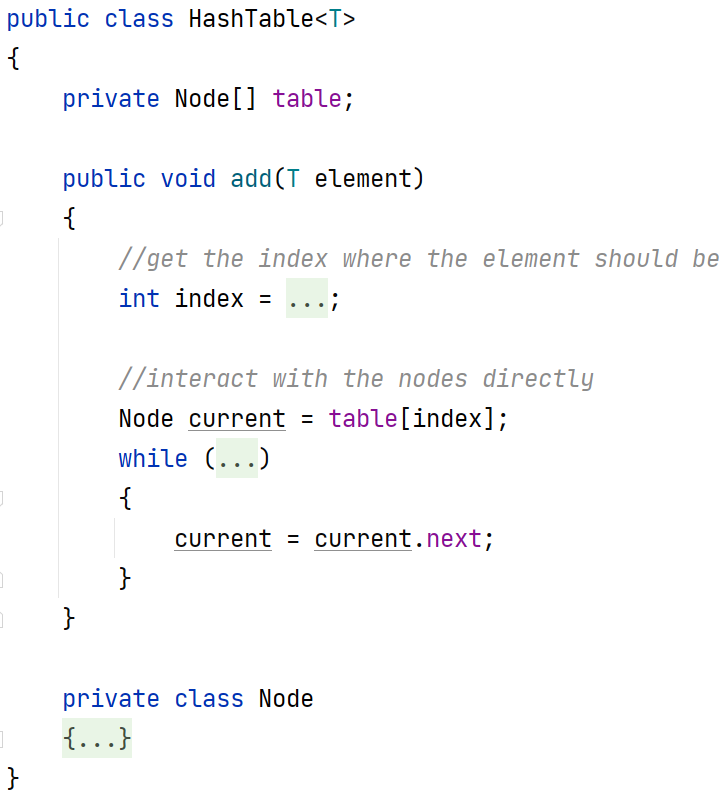 public class HashTable<T>
{
    private Node[] table;

    public void add(T element)
    {
        //get the index where the element should be
        int index = ...;

        //interact with the nodes directly
        Node current = table[index];
        while (...)
        {
            current = current.next;
        }
    }

    private class Node
    {...}
}